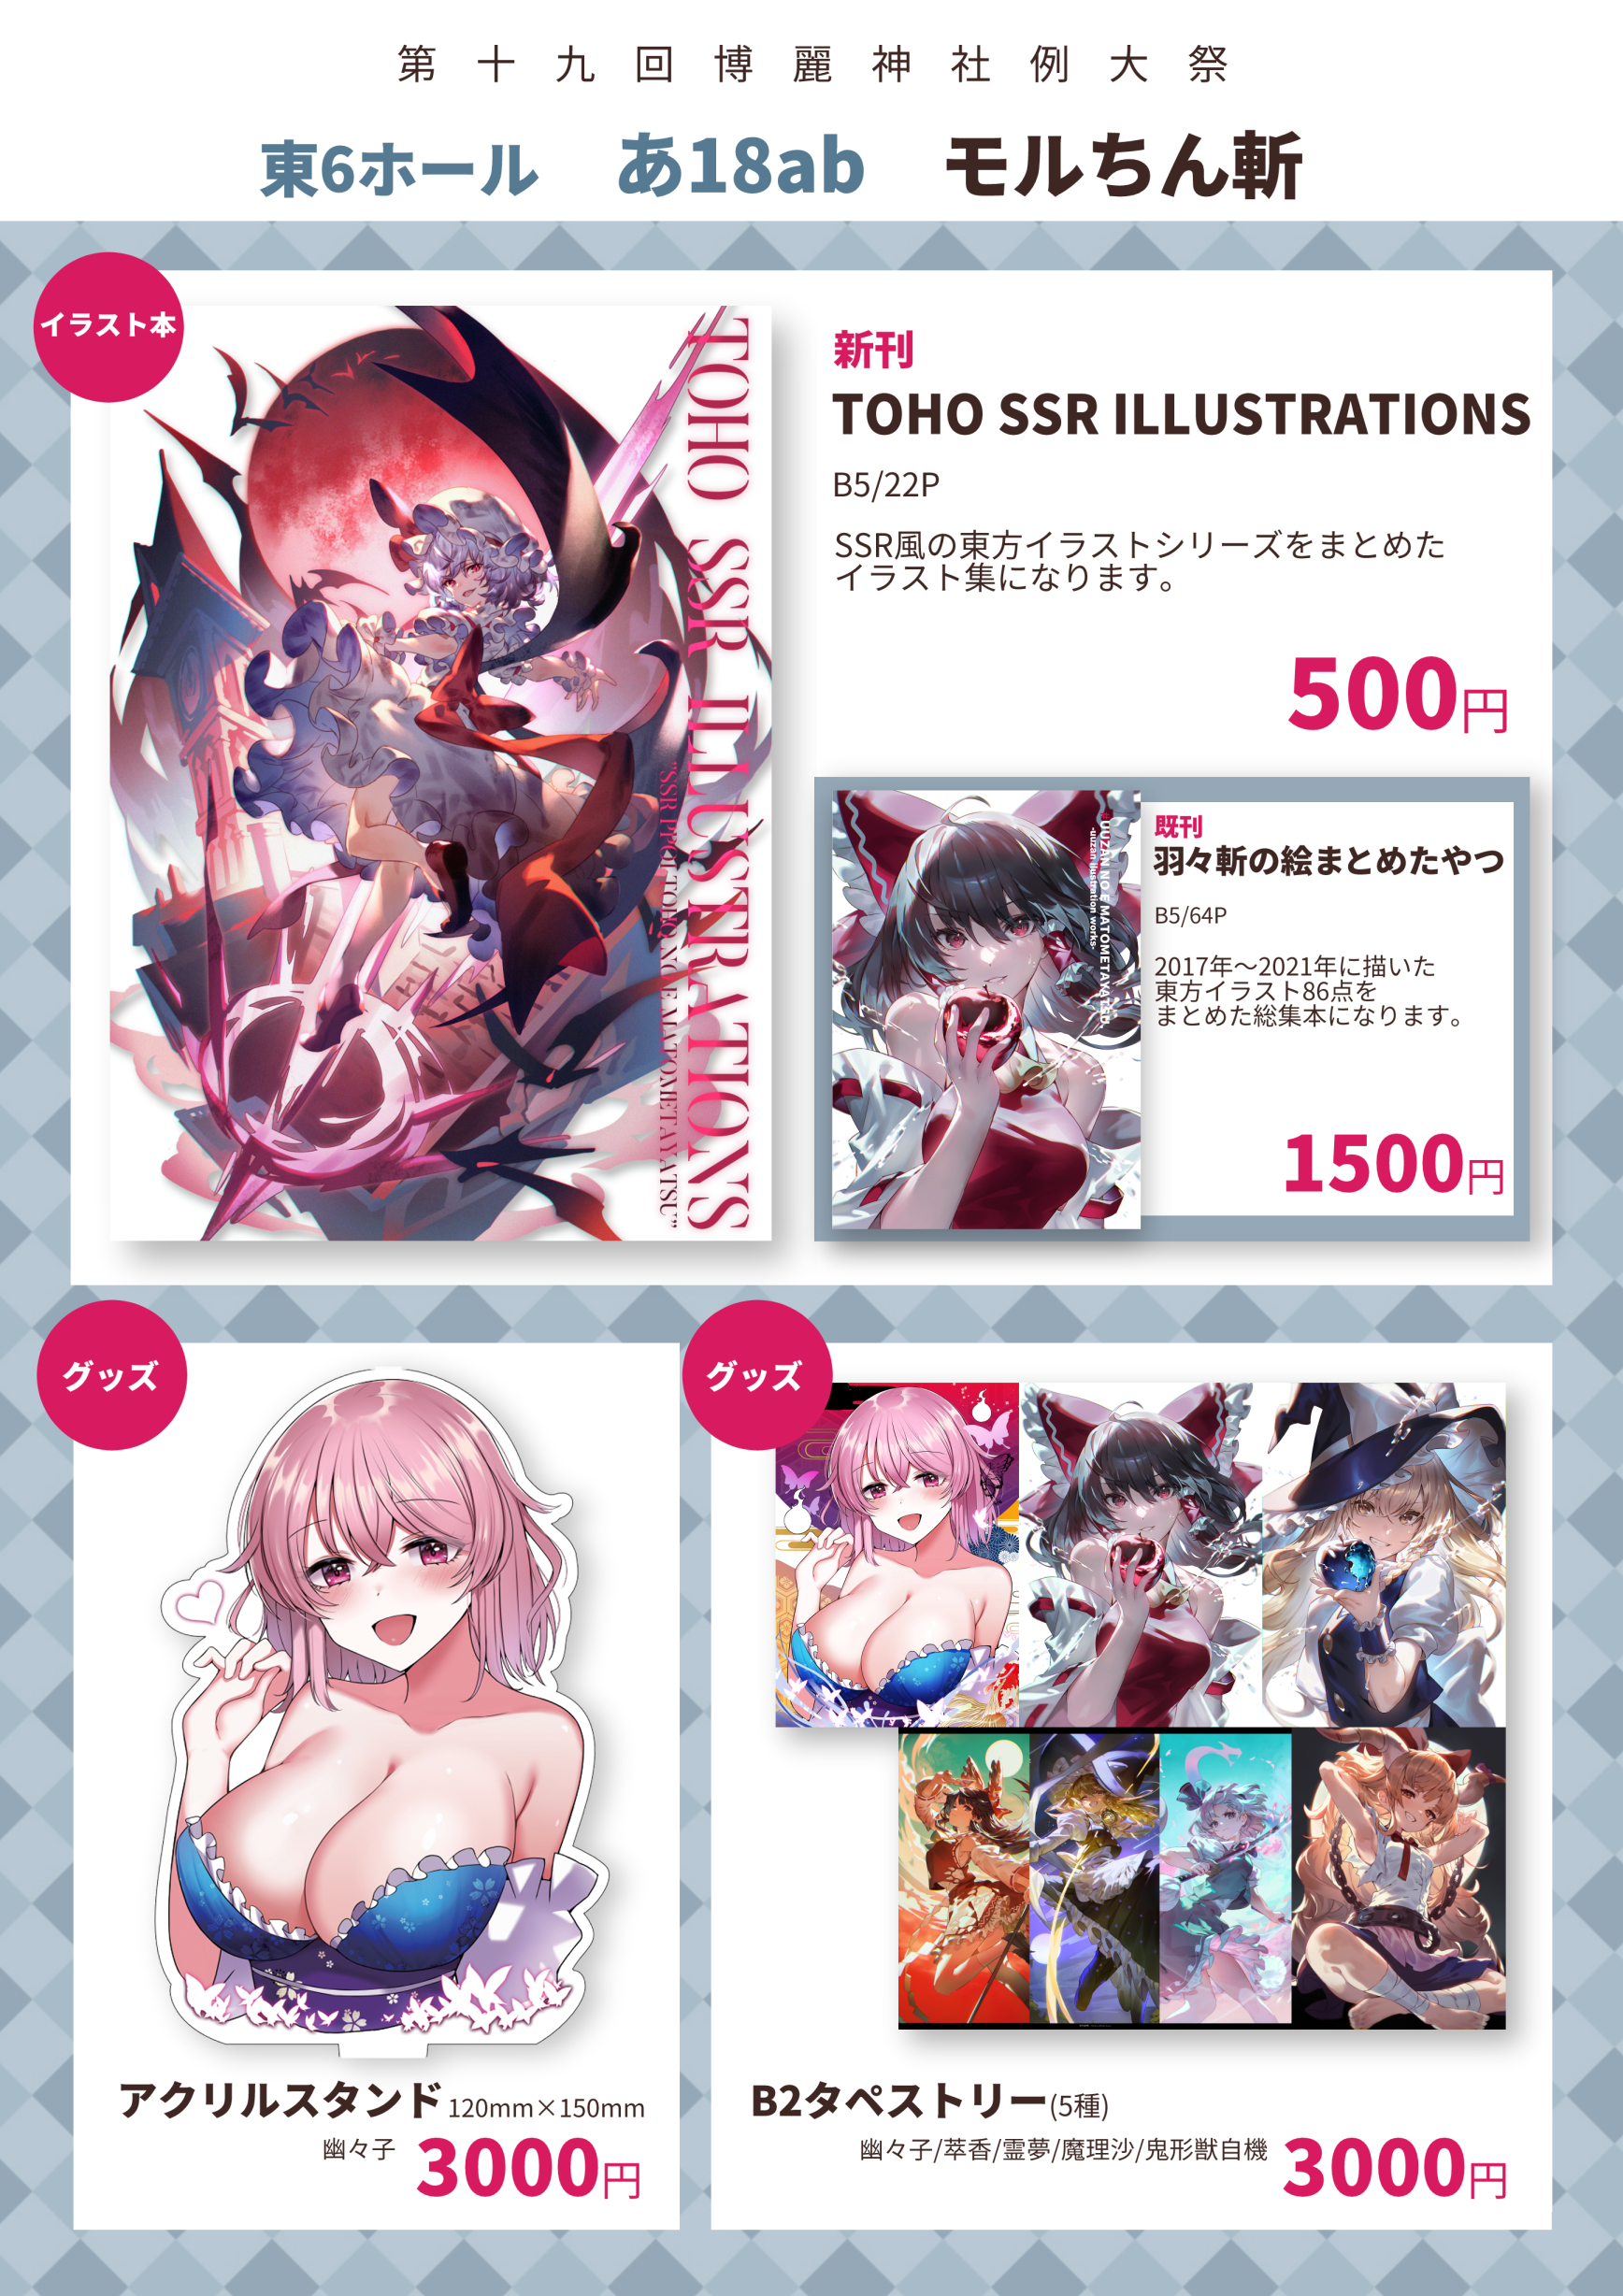 第十九回博麗神社例大祭
東6ホール あ18ab モルちん斬
イラスト本
TOHO SSR ILLUSTRATIONS
新刊
TOHO SSR ILLUSTRATIONS
B5/22P
SSR風の東方イラストシリーズをまとめた
イラスト集になります。
500円
UUZAN NO E MATOMETAYATSU
-uuzan illustration works-
既刊
羽々斬の絵まとめたやつ
B5/64P
2017年～2021年に描いた
東方イラスト86点を
まとめた総集本になります。
1500円
グッズ
アクリルスタンド 120mm×150mm
幽々子 3000円
グッズ
B2タペストリー(5種)
幽々子/萃香/霊夢/魔理沙/鬼形獣自機 3000円